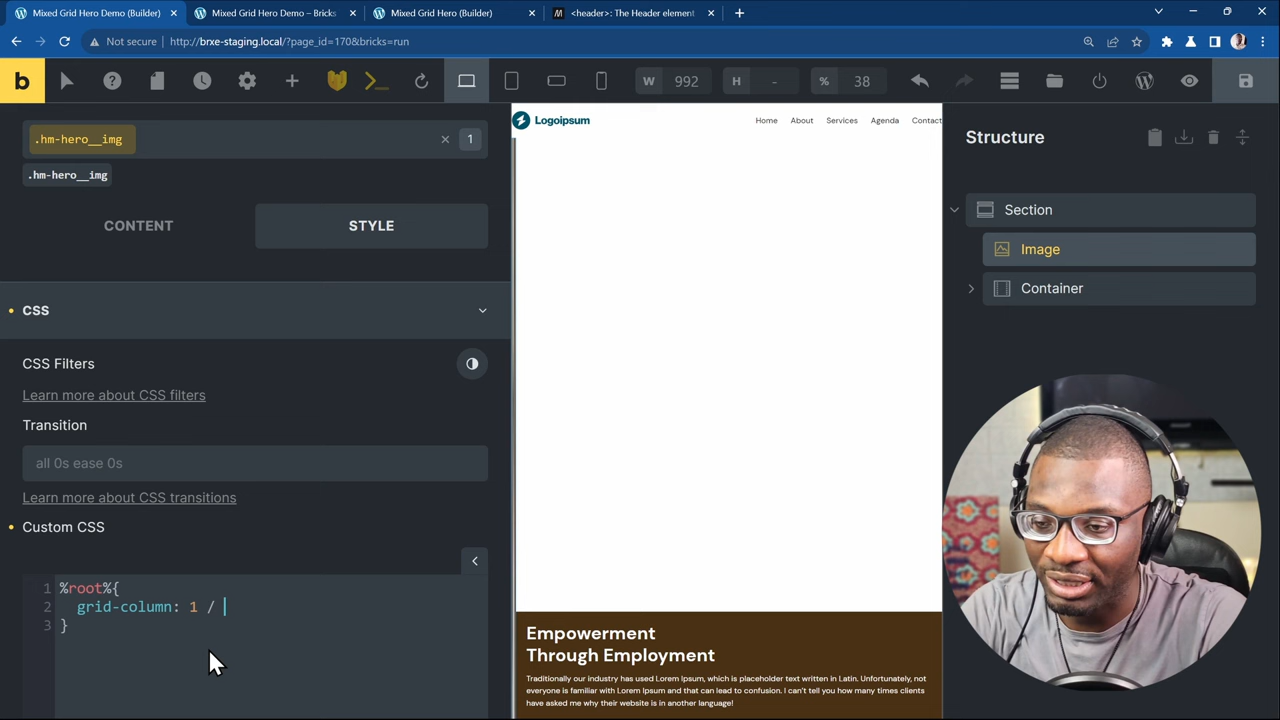 Mixed Grid Hero Demo (Builder)
Mixed Grid Hero Demo – Bricks
Mixed Grid Hero (Builder)
<header>: The Header element
Not secure
http://brxe-staging.local/?page_id=170&bricks=run
b
W 992
H -
% 38
.hm-hero__img
1
.hm-hero__img
CONTENT
STYLE
CSS
CSS Filters
Learn more about CSS filters
Transition
all 0s ease 0s
Learn more about CSS transitions
Custom CSS
1 %root%{
2 grid-column: 1 /
3 }
Logoipsum
Home
About
Services
Agenda
Contact
Empowerment
Through Employment
Traditionally our industry has used Lorem Ipsum, which is placeholder text written in Latin. Unfortunately, not
everyone is familiar with Lorem Ipsum and that can lead to confusion. I can't tell you how many times clients
have asked me why their website is in another language!
Structure
Section
Image
Container